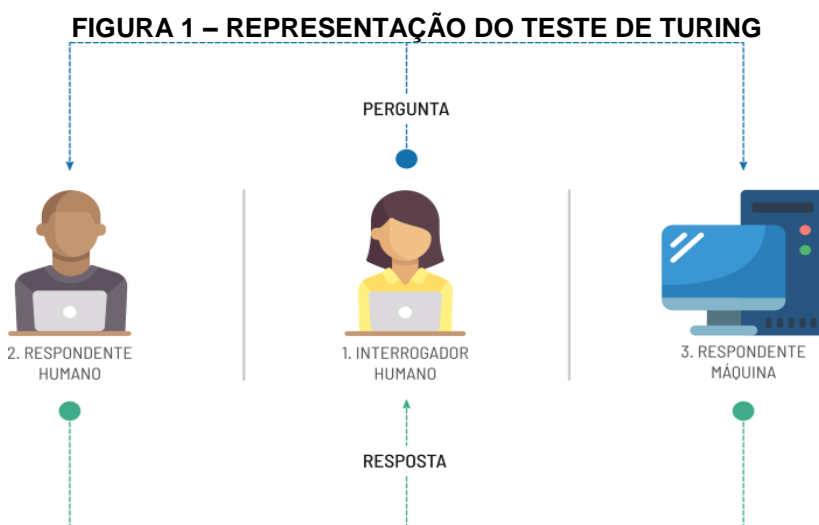 FIGURA 1 – REPRESENTAÇÃO DO TESTE DE TURING
PERGUNTA
2. RESPONDENTE
HUMANO
1. INTERROGADOR
HUMANO
3. RESPONDENTE
MÁQUINA
RESPOSTA